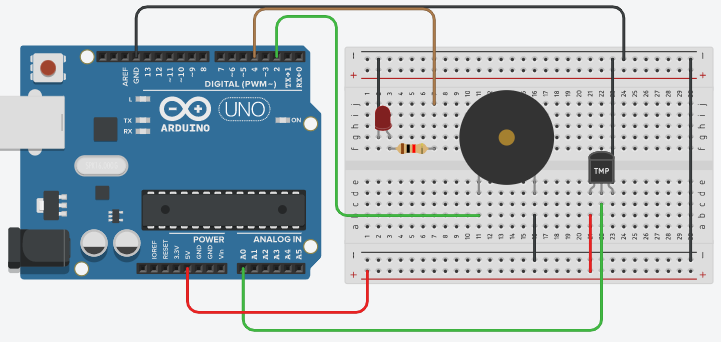 AREF
GND
13
12
~11
~10
~9
8
7
~6
~5
4
~3
2
TX→1
RX←0
DIGITAL (PWM~)
L
TX
RX
UNO
ON
ARDUINO
TMP
POWER
ANALOG IN
IOREF
RESET
3.3V
5V
GND
GND
Vin
A0
A1
A2
A3
A4
A5
j
i
h
g
f
e
d
c
b
a